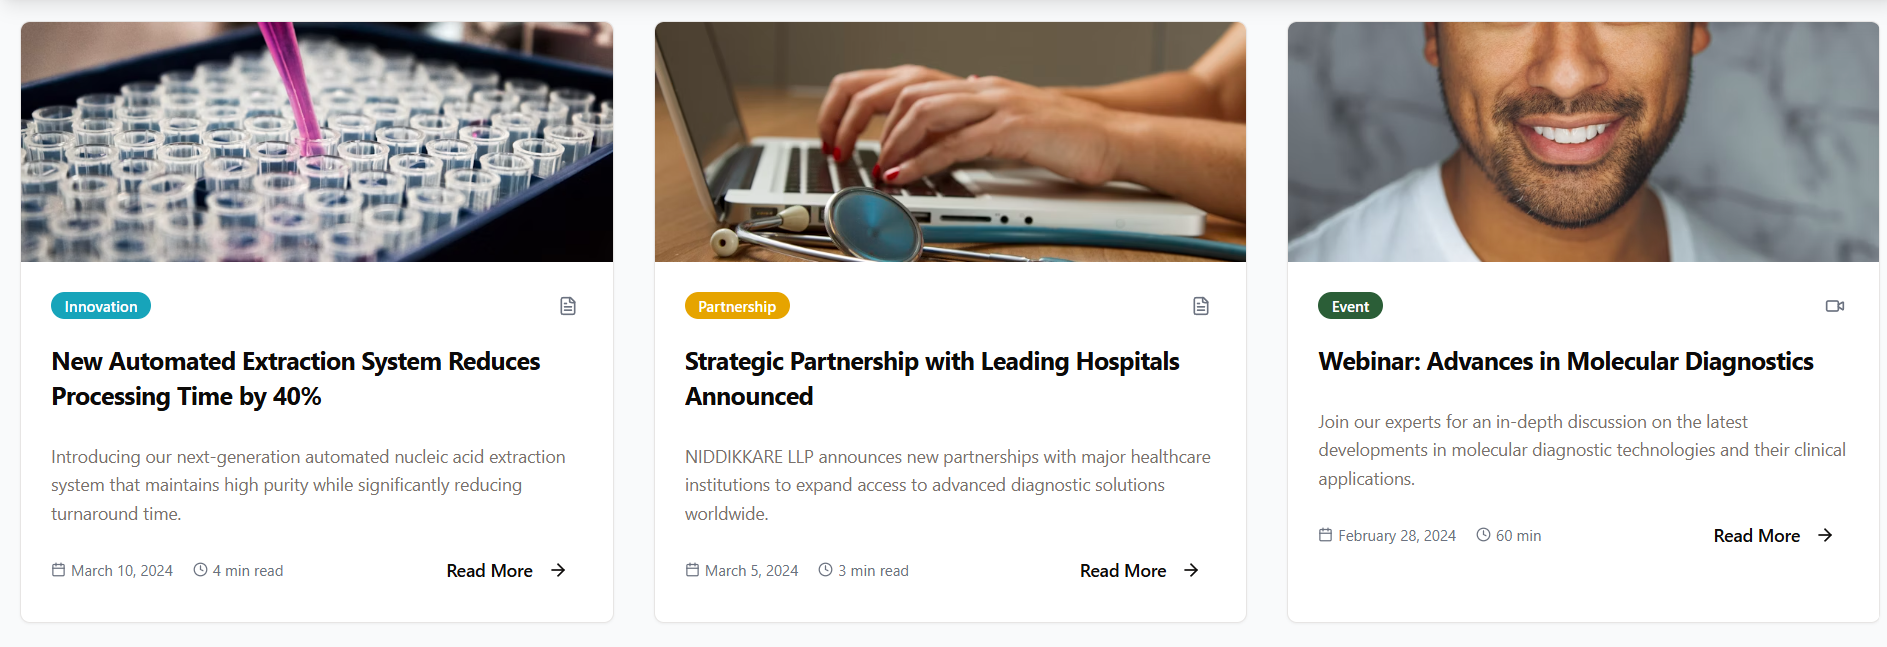 Innovation
New Automated Extraction System Reduces
Processing Time by 40%
Introducing our next-generation automated nucleic acid extraction
system that maintains high purity while significantly reducing
turnaround time.
March 10, 2024 4 min read Read More
Partnership
Strategic Partnership with Leading Hospitals
Announced
NIDDIKKARE LLP announces new partnerships with major healthcare
institutions to expand access to advanced diagnostic solutions
worldwide.
March 5, 2024 3 min read Read More
Event
Webinar: Advances in Molecular Diagnostics
Join our experts for an in-depth discussion on the latest
developments in molecular diagnostic technologies and their clinical
applications.
February 28, 2024 60 min Read More